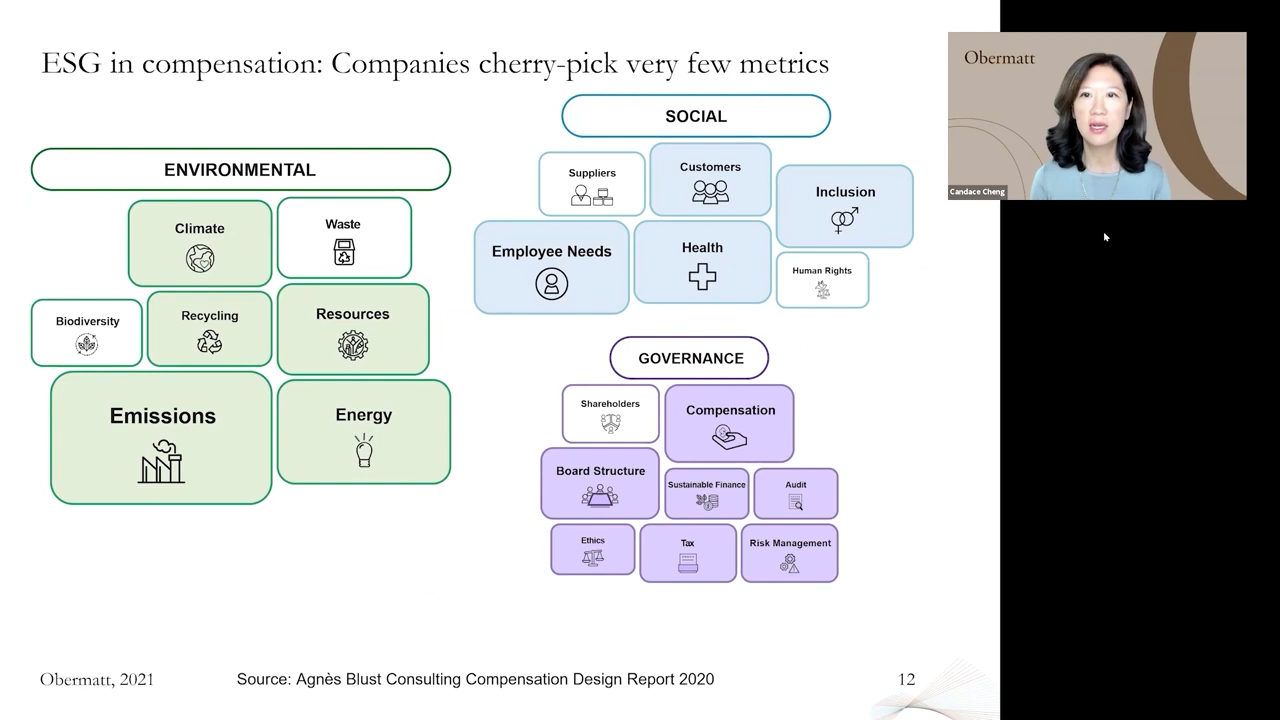 ESG in compensation: Companies cherry-pick very few metrics
ENVIRONMENTAL
Climate
Waste
Biodiversity
Recycling
Resources
Emissions
Energy
SOCIAL
Suppliers
Customers
Inclusion
Employee Needs
Health
Human Rights
GOVERNANCE
Shareholders
Compensation
Board Structure
Sustainable Finance
Audit
Ethics
Tax
Risk Management
Obermatt, 2021
Source: Agnès Blust Consulting Compensation Design Report 2020
12
Obermatt
Candace Cheng